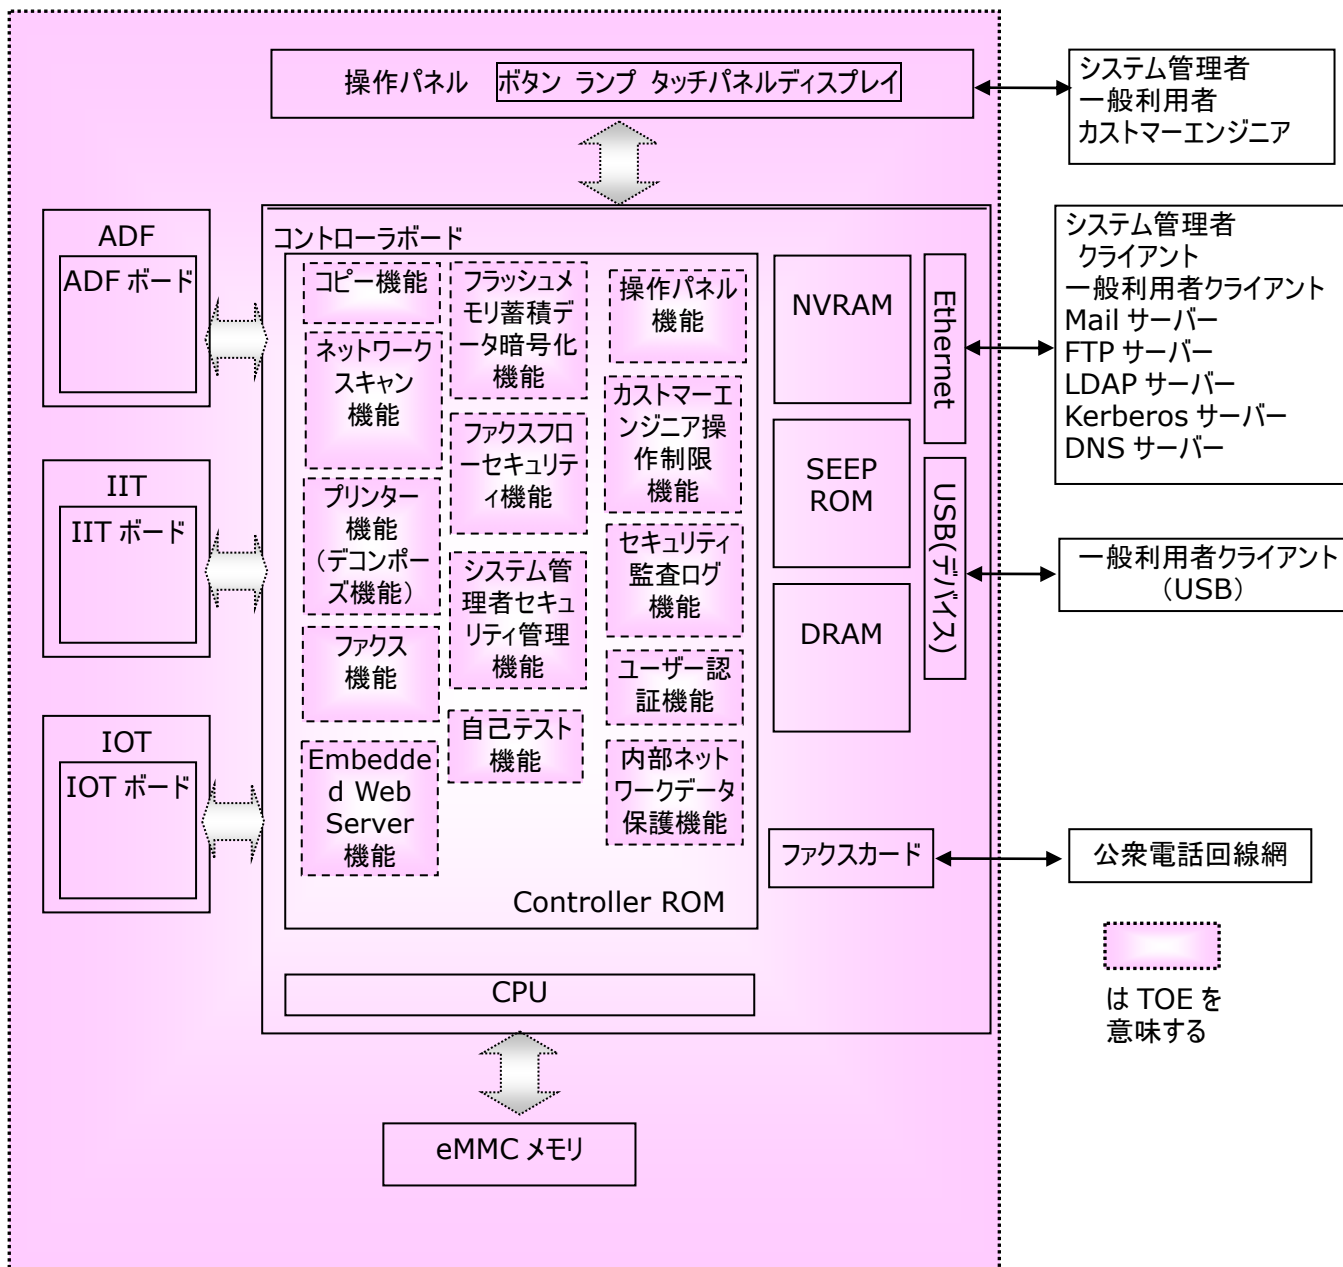 操作パネル ボタン ランプ タッチパネルディスプレイ
システム管理者
一般利用者
カストマーエンジニア
ADF
ADF ボード
IIT
IIT ボード
IOT
IOT ボード
コントローラボード
コピー機能
ネットワーク
スキャン
機能
プリンター
機能
(デコンポー
ズ機能)
ファクス
機能
Embedde
d Web
Server
機能
フラッシュメ
モリ蓄積デ
ータ暗号化
機能
ファクスフロ
ーセキュリテ
ィ機能
システム管
理者セキュ
リティ管理
機能
自己テスト
機能
操作パネル
機能
カストマーエ
ンジニア操
作制限
機能
セキュリティ
監査ログ
機能
ユーザー認
証機能
内部ネット
ワークデータ
保護機能
Controller ROM
CPU
NVRAM
SEEP
ROM
DRAM
Ethernet
USB(デバイス)
ファクスカード
eMMC メモリ
システム管理者
クライアント
一般利用者クライアント
Mail サーバー
FTP サーバー
LDAP サーバー
Kerberos サーバー
DNS サーバー
一般利用者クライアント
(USB)
公衆電話回線網
は TOE を
意味する